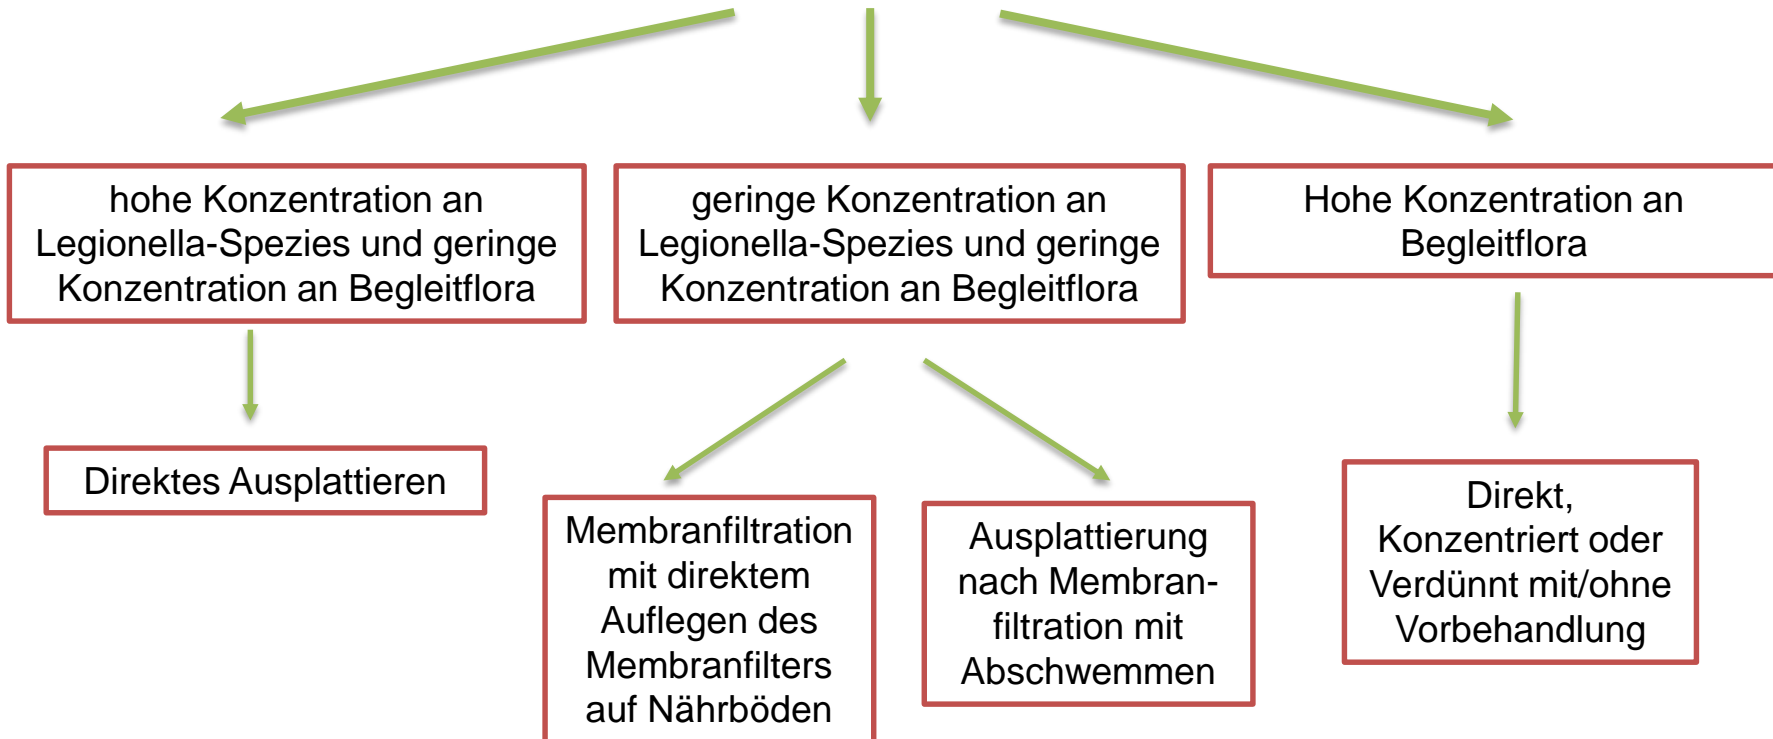 hohe Konzentration an
Legionella-Spezies und geringe
Konzentration an Begleitflora
geringe Konzentration an
Legionella-Spezies und geringe
Konzentration an Begleitflora
Hohe Konzentration an
Begleitflora
Direktes Ausplattieren
Membranfiltration
mit direktem
Auflegen des
Membranfilters
auf Nährböden
Ausplattierung
nach Membran-
filtration mit
Abschwemmen
Direkt,
Konzentriert oder
Verdünnt mit/ohne
Vorbehandlung